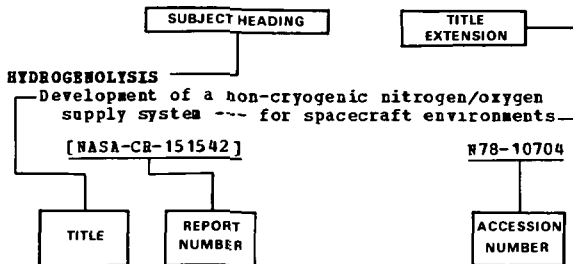 SUBJECT HEADING
TITLE
EXTENSION
HYDROGENOLYSIS
Development of a non-cryogenic nitrogen/oxygen
supply system --- for spacecraft environments
[NASA-CR-151542]
N78-10704
TITLE
REPORT
NUMBER
ACCESSION
NUMBER